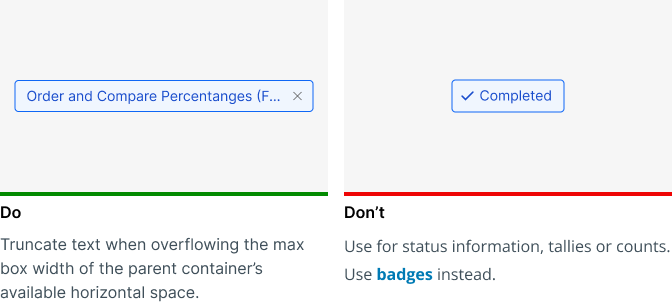 Order and Compare Percentanges (F...
Completed
Do
Truncate text when overflowing the max
box width of the parent container’s
available horizontal space.
Don’t
Use for status information, tallies or counts.
Use badges instead.